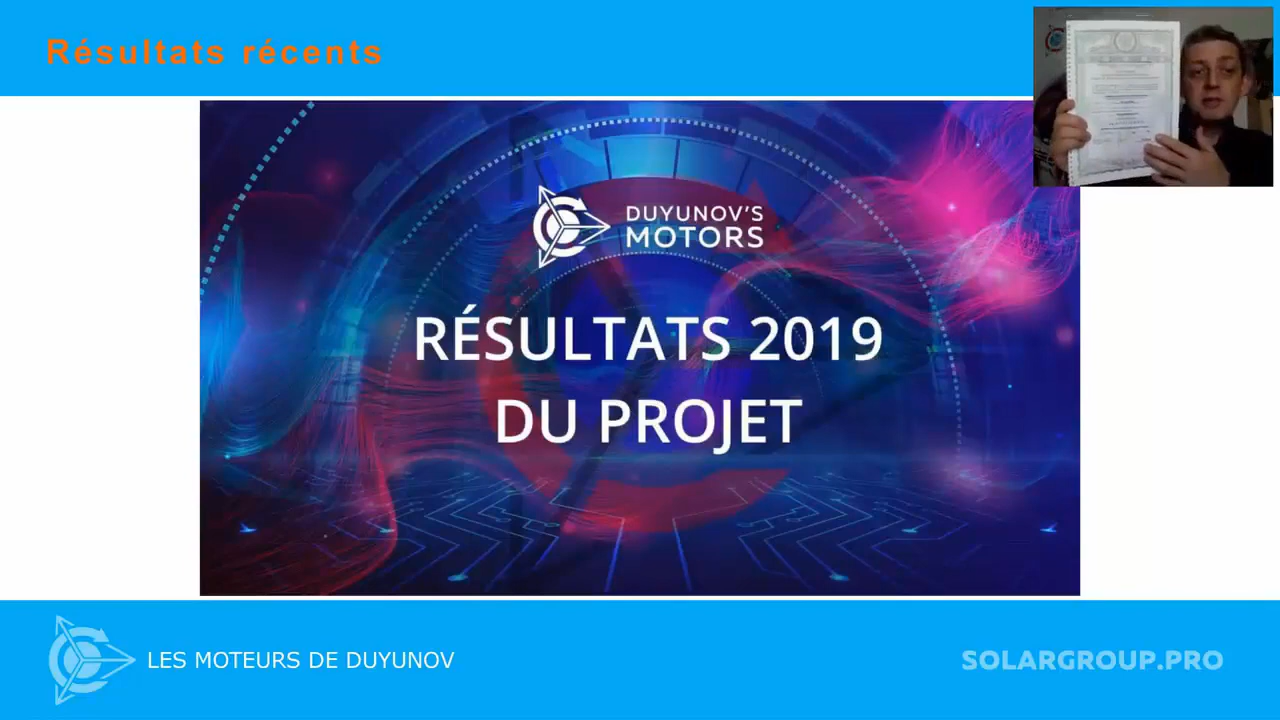 Résultats récents
DUYUNOV'S
MOTORS
RÉSULTATS 2019
DU PROJET
LES MOTEURS DE DUYUNOV
SOLARGROUP.PRO